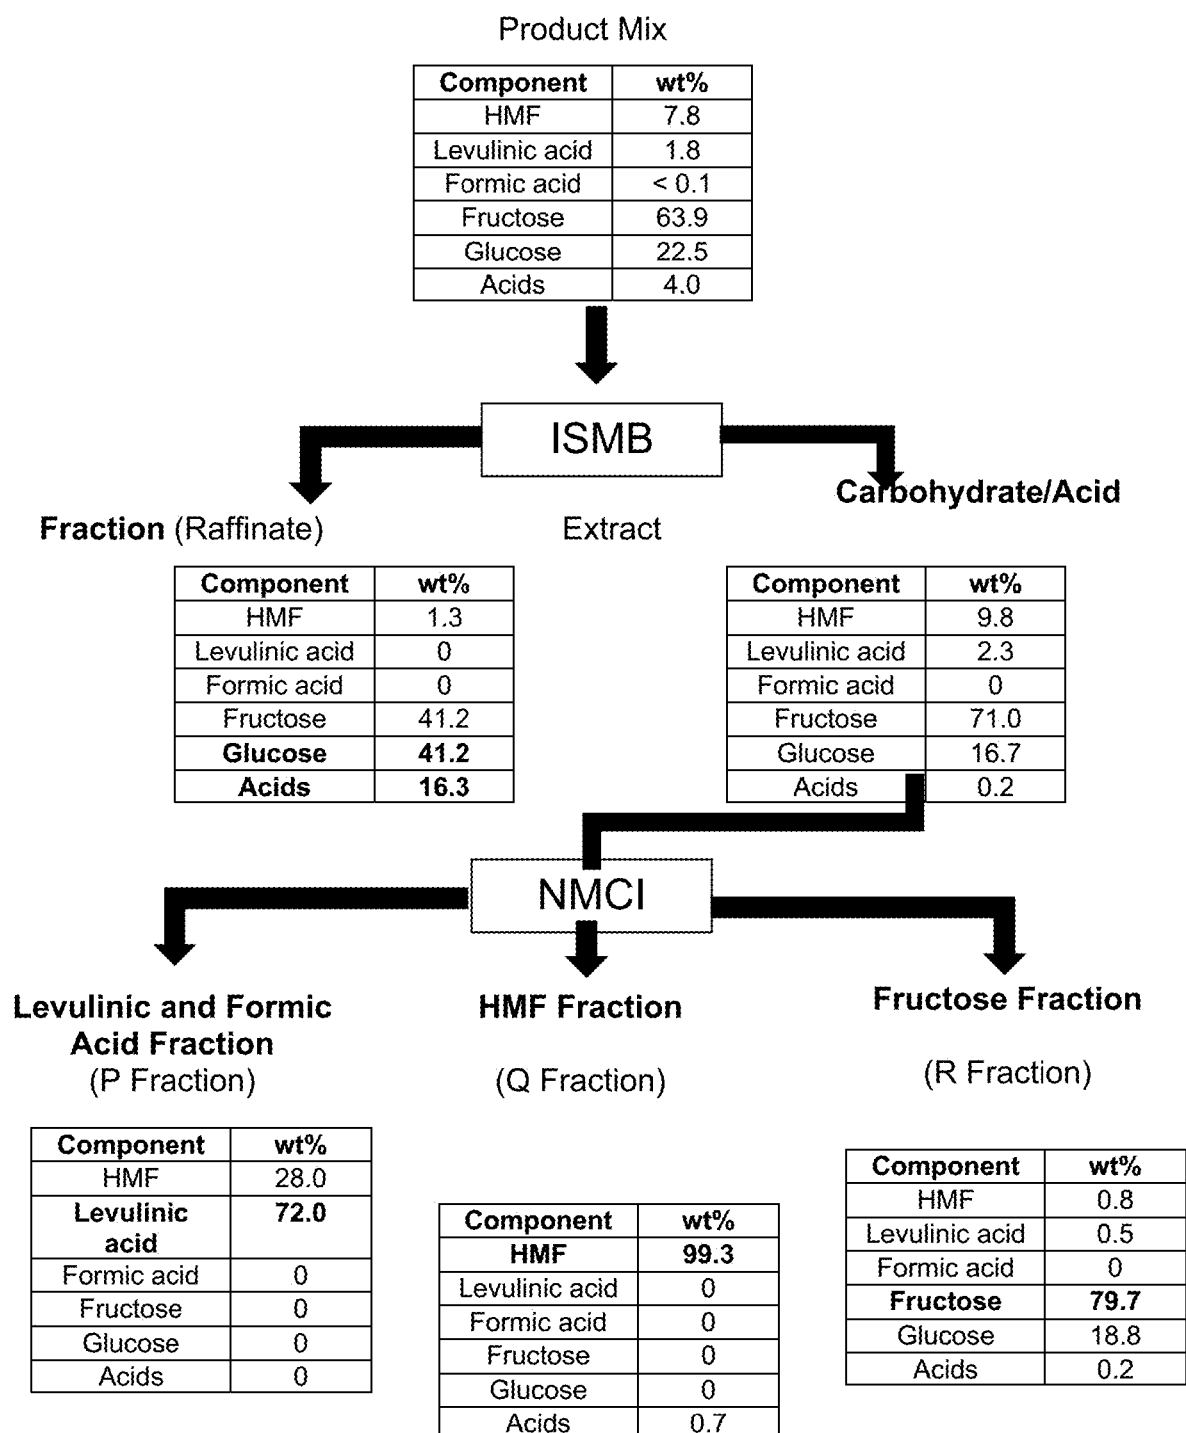 Product Mix
Component wt%
HMF 7.8
Levulinic acid 1.8
Formic acid < 0.1
Fructose 63.9
Glucose 22.5
Acids 4.0
ISMB
Carbohydrate/Acid
Fraction (Raffinate)
Extract
Component wt%
HMF 1.3
Levulinic acid 0
Formic acid 0
Fructose 41.2
Glucose 41.2
Acids 16.3
Component wt%
HMF 9.8
Levulinic acid 2.3
Formic acid 0
Fructose 71.0
Glucose 16.7
Acids 0.2
NMCI
Levulinic and Formic
Acid Fraction
(P Fraction)
HMF Fraction
(Q Fraction)
Fructose Fraction
(R Fraction)
Component wt%
HMF 28.0
Levulinic 72.0
acid
Formic acid 0
Fructose 0
Glucose 0
Acids 0
Component wt%
HMF 99.3
Levulinic acid 0
Formic acid 0
Fructose 0
Glucose 0
Acids 0.7
Component wt%
HMF 0.8
Levulinic acid 0.5
Formic acid 0
Fructose 79.7
Glucose 18.8
Acids 0.2